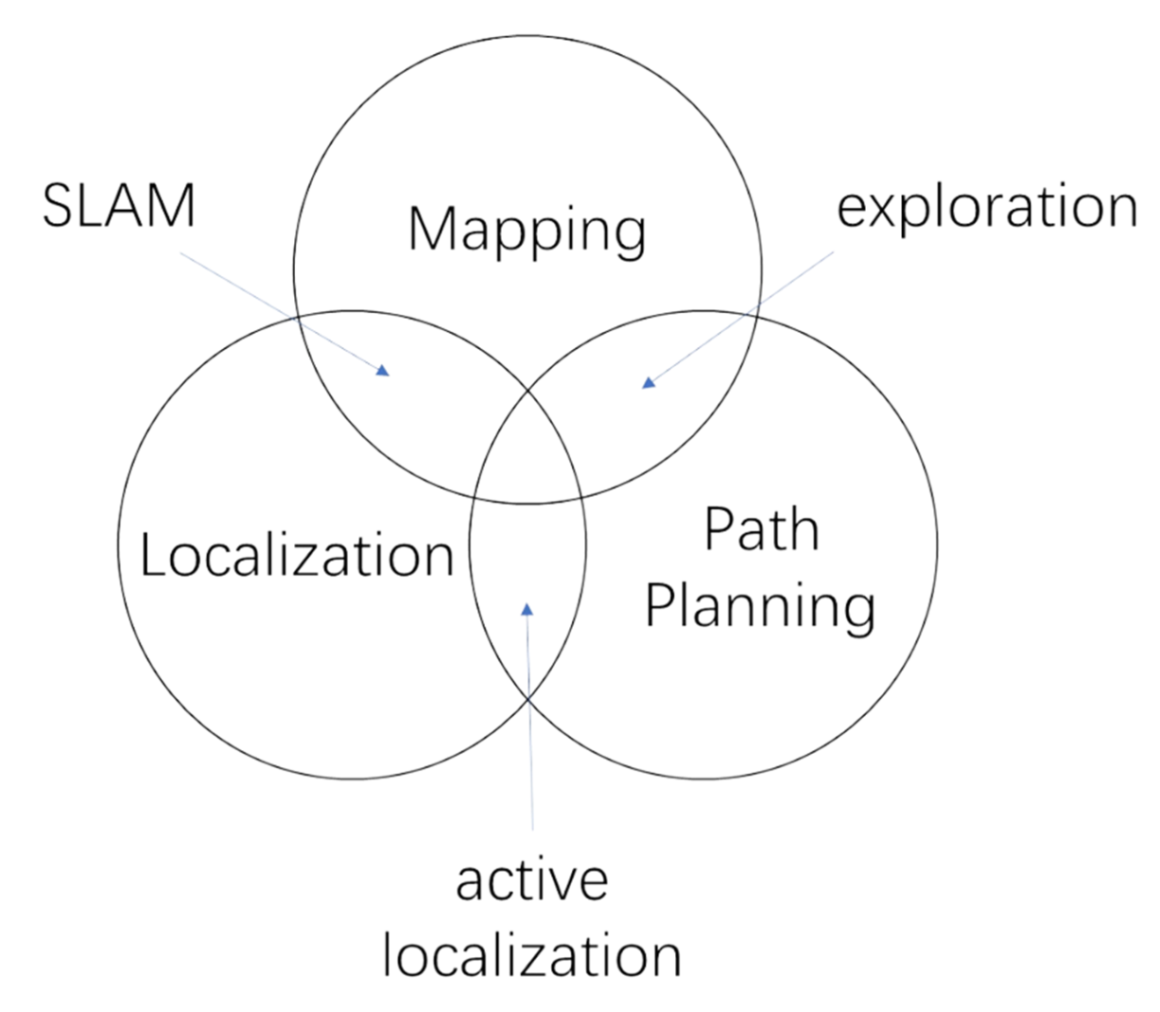 SLAM
exploration
Mapping
Localization
Path
Planning
active
localization